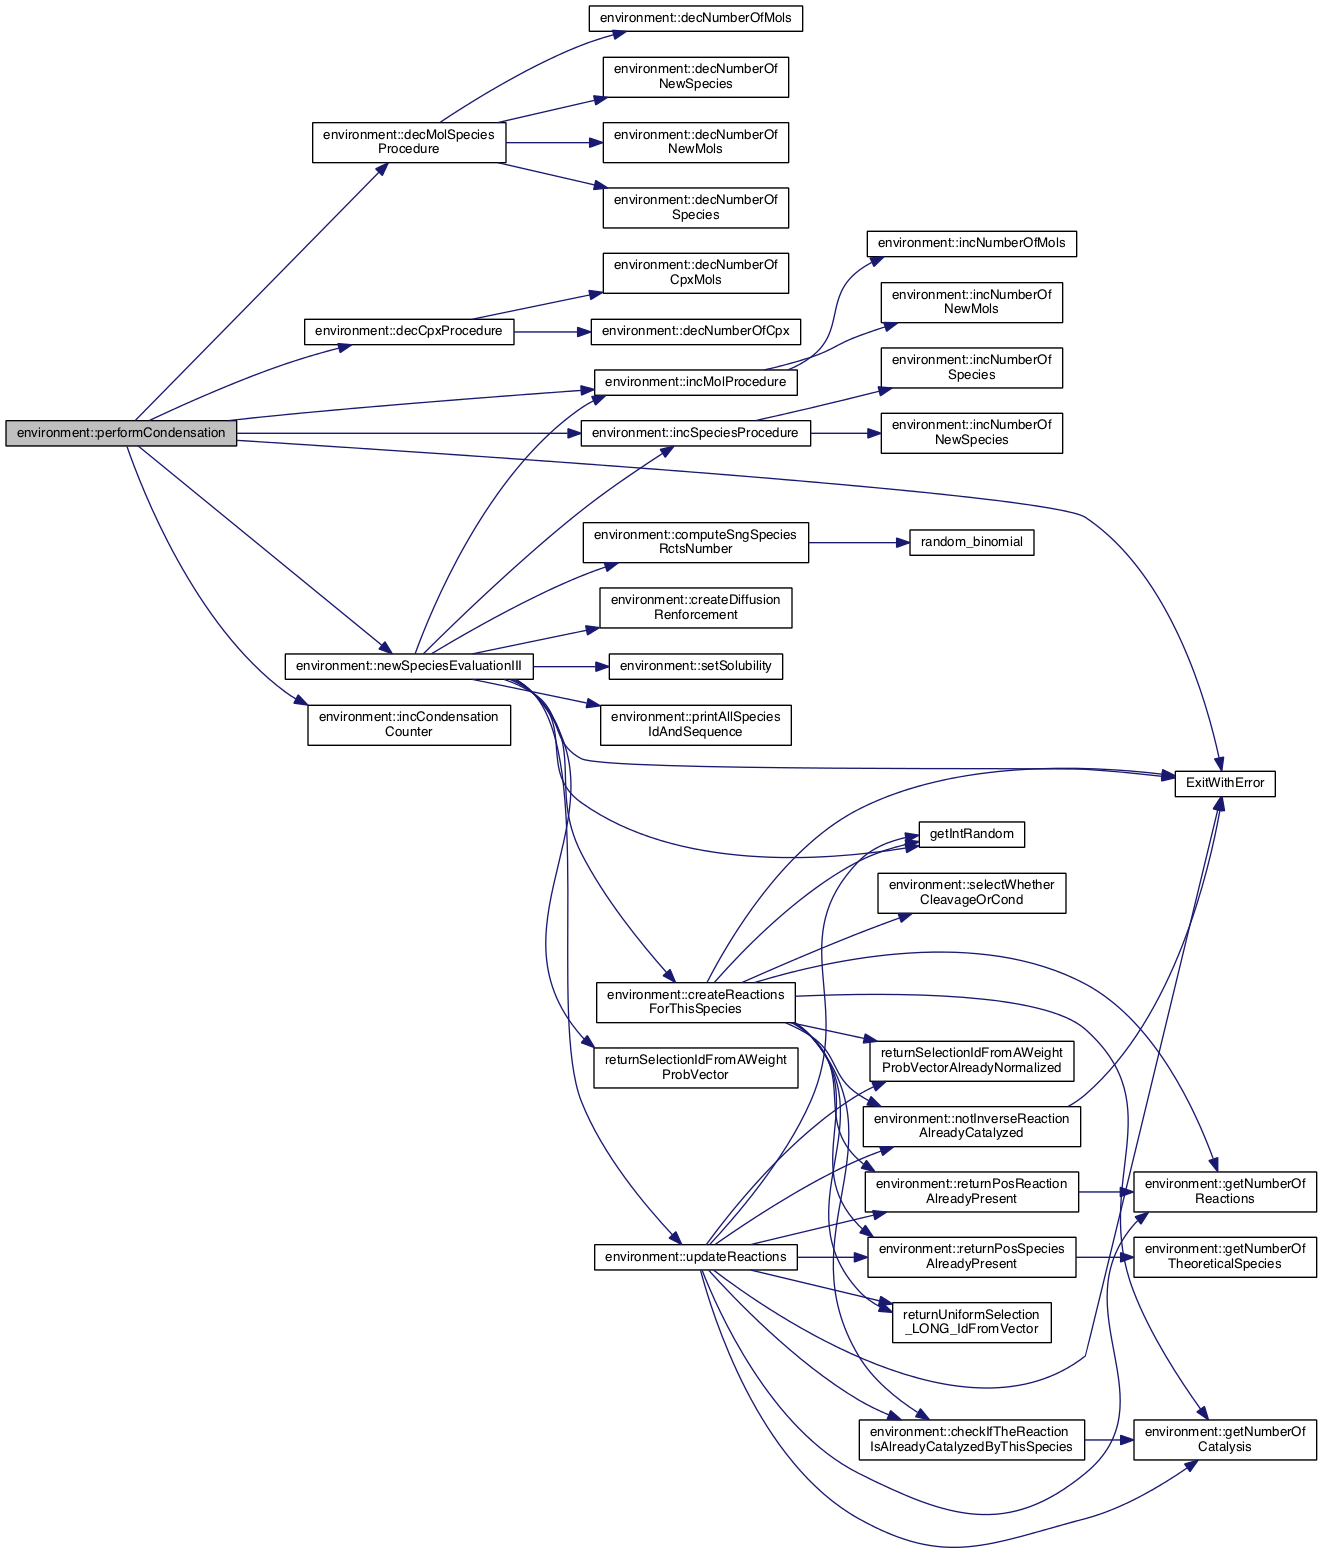 environment::decNumberOfMols
environment::decNumberOf
NewSpecies
environment::decMolSpecies
Procedure
environment::decNumberOf
NewMols
environment::decNumberOf
Species
environment::incNumberOfMols
environment::decNumberOf
CpxMols
environment::incNumberOf
NewMols
environment::decCpxProcedure
environment::decNumberOfCpx
environment::incNumberOf
Species
environment::incMolProcedure
environment::performCondensation
environment::incSpeciesProcedure
environment::incNumberOf
NewSpecies
environment::computeSngSpecies
RctsNumber
random_binomial
environment::createDiffusion
Renforcement
environment::newSpeciesEvaluationIII
environment::setSolubility
environment::incCondensation
Counter
environment::printAllSpecies
IdAndSequence
ExitWithError
getIntRandom
environment::selectWhether
CleavageOrCond
environment::createReactions
ForThisSpecies
returnSelectionIdFromAWeight
ProbVector
returnSelectionIdFromAWeight
ProbVectorAlreadyNormalized
environment::notInverseReaction
AlreadyCatalyzed
environment::returnPosReaction
AlreadyPresent
environment::getNumberOf
Reactions
environment::updateReactions
environment::returnPosSpecies
AlreadyPresent
environment::getNumberOf
TheoreticalSpecies
returnUniformSelection
_LONG_IdFromVector
environment::checkIfTheReaction
IsAlreadyCatalyzedByThisSpecies
environment::getNumberOf
Catalysis